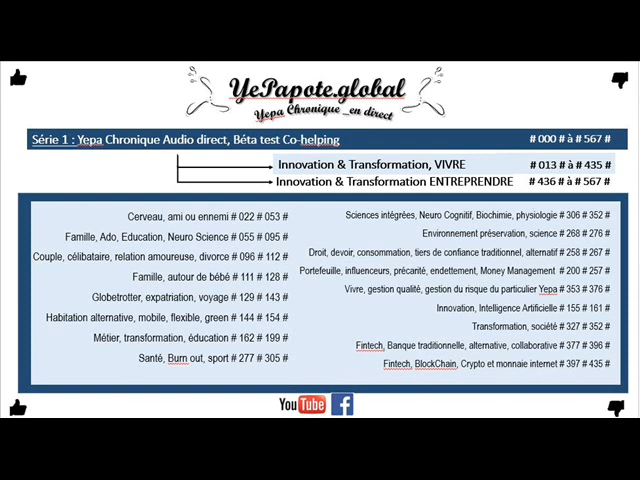 YePapote.global
Yepa Chronique _en direct
Série 1 : Yepa Chronique Audio direct, Béta test Co-helping # 000 # à # 567 #
Innovation & Transformation, VIVRE # 013 # à # 435 #
Innovation & Transformation ENTREPRENDRE # 436 # à # 567 #
Cerveau, ami ou ennemi # 022 # 053 #
Famille, Ado, Education, Neuro Science # 055 # 095 #
Couple, célibataire, relation amoureuse, divorce # 096 # 112 #
Famille, autour de bébé # 111 # 128 #
Globetrotter, expatriation, voyage # 129 # 143 #
Habitation alternative, mobile, flexible, green # 144 # 154 #
Métier, transformation, éducation # 162 # 199 #
Santé, Burn out, sport # 277 # 305 #
Sciences intégrées, Neuro Cognitif, Biochimie, physiologie # 306 # 352 #
Environnement préservation, science # 268 # 276 #
Droit, devoir, consommation, tiers de confiance traditionnel, alternatif # 258 # 267 #
Portefeuille, influenceurs, précarité, endettement, Money Management # 200 # 257 #
Vivre, gestion qualité, gestion du risque du particulier Yepa # 353 # 376 #
Innovation, Intelligence Artificielle # 155 # 161 #
Transformation, société # 327 # 352 #
Fintech, Banque traditionnelle, alternative, collaborative # 377 # 396 #
Fintech, BlockChain, Crypto et monnaie internet # 397 # 435 #
YouTube f